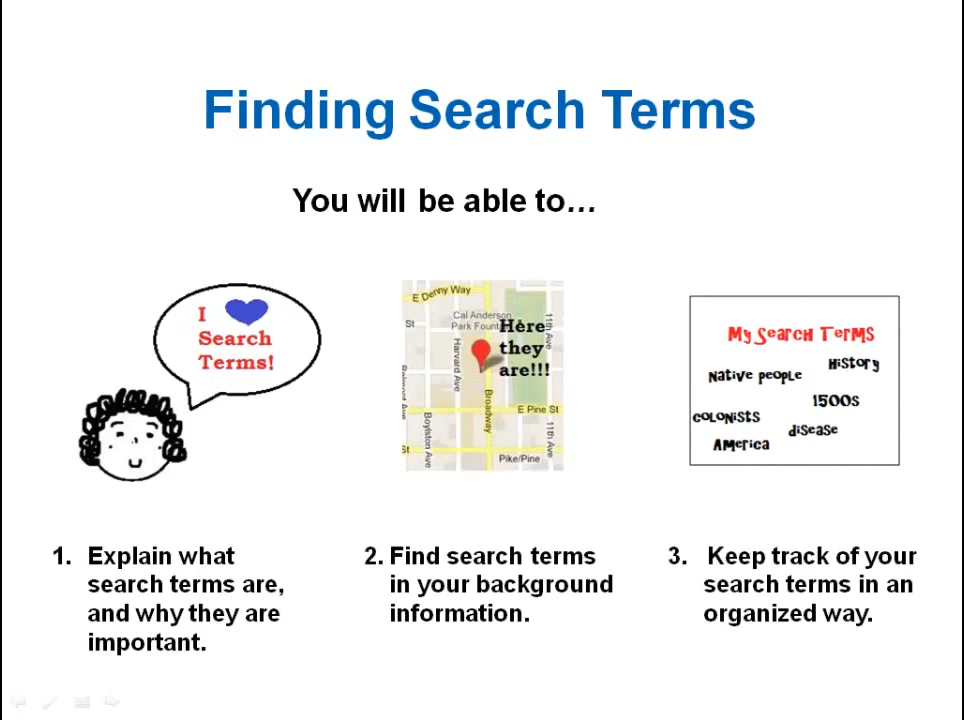 Finding Search Terms
You will be able to...
I
Search
Terms!
E Denny Way
St
Cal Anderson
Park Fount
Here
they
are!!!
11th Ave
Harvard Ave
Broadway
E Pine St
Boylston Ave
11th Ave
St
Pike/Pine
My Search Terms
Native people
History
1500s
colonists
disease
America
1. Explain what
search terms are,
and why they are
important.
2. Find search terms
in your background
information.
3. Keep track of your
search terms in an
organized way.